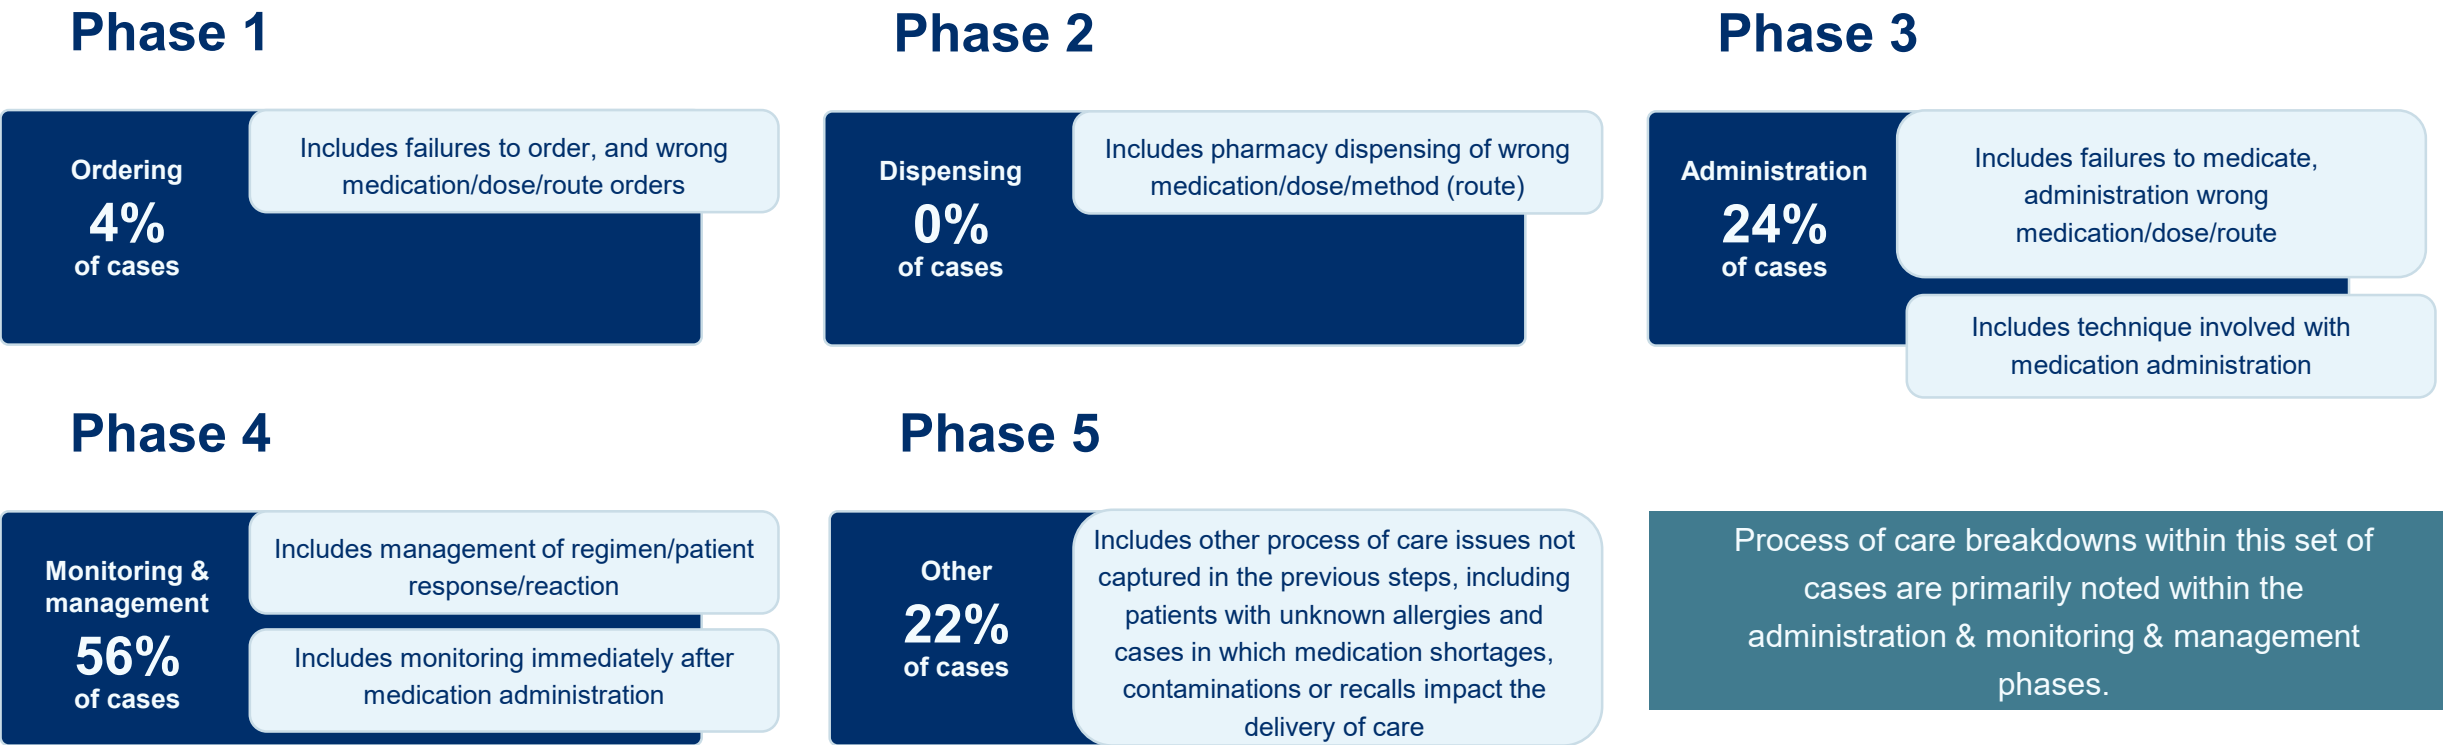 Phase 1
Ordering
4%
of cases
Includes failures to order, and wrong
medication/dose/route orders
Phase 2
Dispensing
0%
of cases
Includes pharmacy dispensing of wrong
medication/dose/method (route)
Phase 3
Administration
24%
of cases
Includes failures to medicate,
administration wrong
medication/dose/route
Includes technique involved with
medication administration
Phase 4
Monitoring &
management
56%
of cases
Includes management of regimen/patient
response/reaction
Includes monitoring immediately after
medication administration
Phase 5
Other
22%
of cases
Includes other process of care issues not
captured in the previous steps, including
patients with unknown allergies and
cases in which medication shortages,
contaminations or recalls impact the
delivery of care
Process of care breakdowns within this set of
cases are primarily noted within the
administration & monitoring & management
phases.